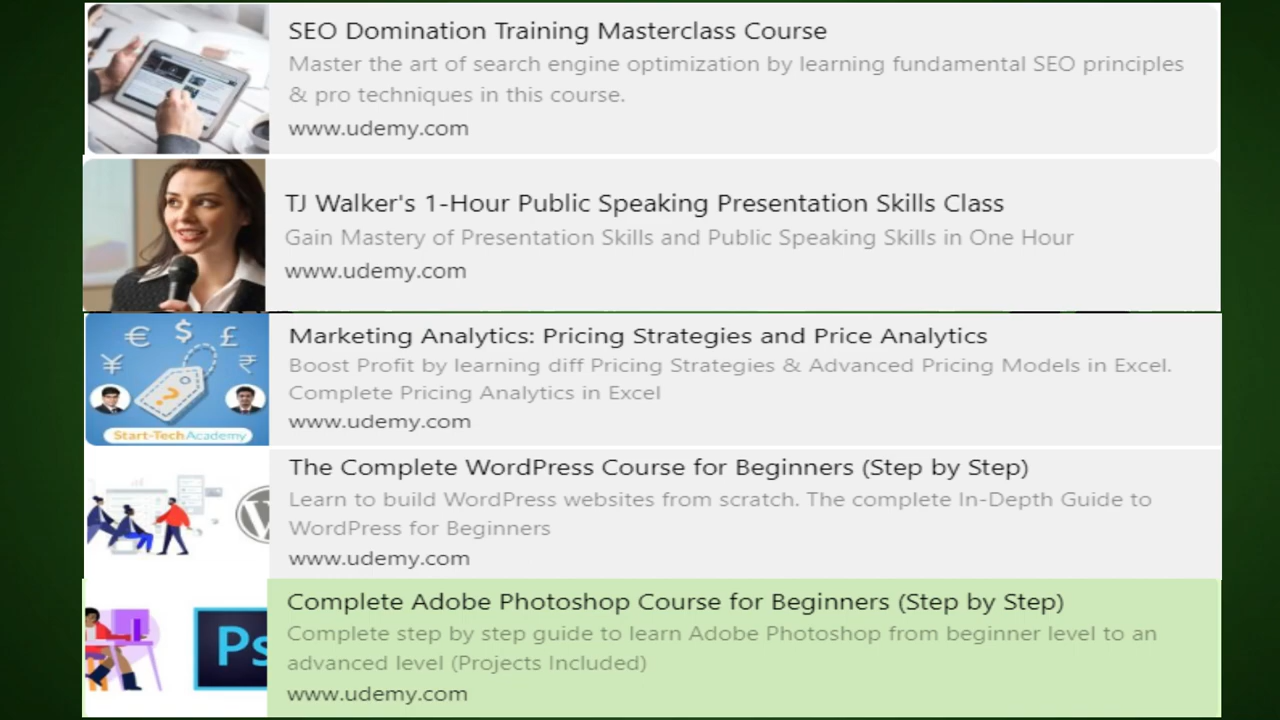 SEO Domination Training Masterclass Course
Master the art of search engine optimization by learning fundamental SEO principles
& pro techniques in this course.
www.udemy.com
TJ Walker's 1-Hour Public Speaking Presentation Skills Class
Gain Mastery of Presentation Skills and Public Speaking Skills in One Hour
www.udemy.com
€ $ £
¥ ₹
?
Start-TechAcademy
Marketing Analytics: Pricing Strategies and Price Analytics
Boost Profit by learning diff Pricing Strategies & Advanced Pricing Models in Excel.
Complete Pricing Analytics in Excel
www.udemy.com
The Complete WordPress Course for Beginners (Step by Step)
Learn to build WordPress websites from scratch. The complete In-Depth Guide to
WordPress for Beginners
www.udemy.com
Ps
Complete Adobe Photoshop Course for Beginners (Step by Step)
Complete step by step guide to learn Adobe Photoshop from beginner level to an
advanced level (Projects Included)
www.udemy.com